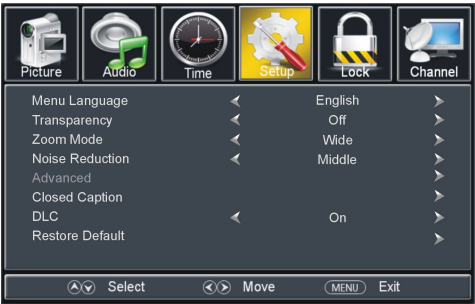 Picture Audio Time Setup Lock Channel
Menu Language English
Transparency Off
Zoom Mode Wide
Noise Reduction Middle
Advanced
Closed Caption
DLC On
Restore Default
Select Move MENU Exit